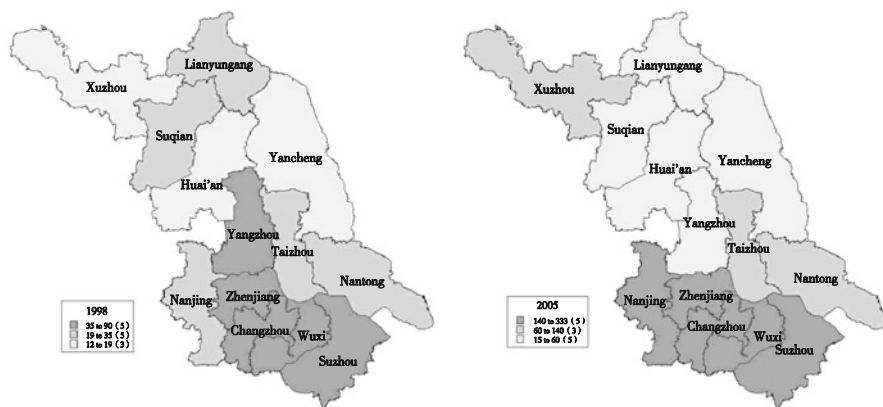 Lianyungang
Xuzhou
Suqian
Yancheng
Huai'an
Yangzhou
Taizhou
Nantong
Nanjing
Zhenjiang
Changzhou
Wuxi
Suzhou
1998
35 to 90 (5)
19 to 35 (5)
12 to 19 (3)
Lianyungang
Xuzhou
Suqian
Yancheng
Huai'an
Yangzhou
Taizhou
Nantong
Nanjing
Zhenjiang
Changzhou
Wuxi
Suzhou
2005
140 to 333 (5)
60 to 140 (3)
15 to 60 (5)